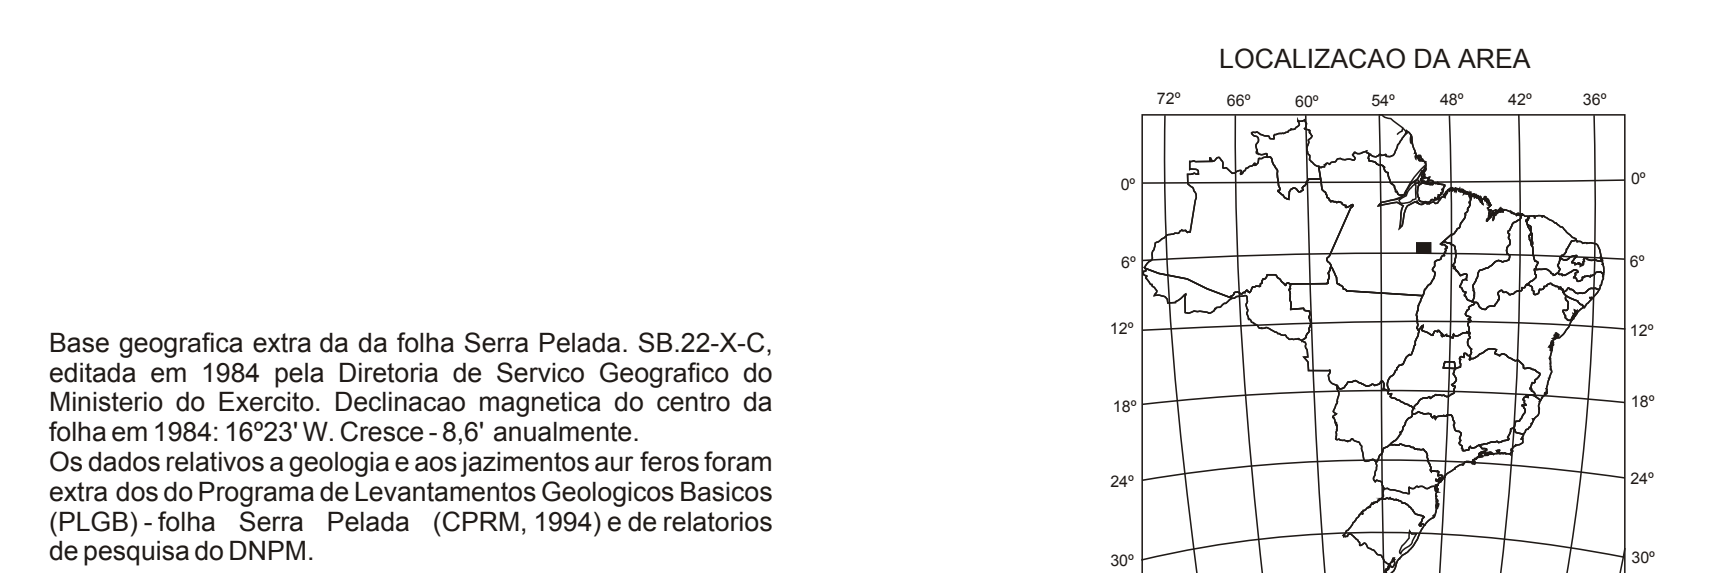 LOCALIZACAO DA AREA
72º 66º 60º 54º 48º 42º 36º
0º 0º
6º 6º
12º 12º
18º 18º
24º 24º
30º 30º
Base geografica extra da da folha Serra Pelada. SB.22-X-C,
editada em 1984 pela Diretoria de Servico Geografico do
Ministerio do Exercito. Declinacao magnetica do centro da
folha em 1984: 16º23' W. Cresce - 8,6' anualmente.
Os dados relativos a geologia e aos jazimentos aur feros foram
extra dos do Programa de Levantamentos Geologicos Basicos
(PLGB) - folha Serra Pelada (CPRM, 1994) e de relatorios
de pesquisa do DNPM.